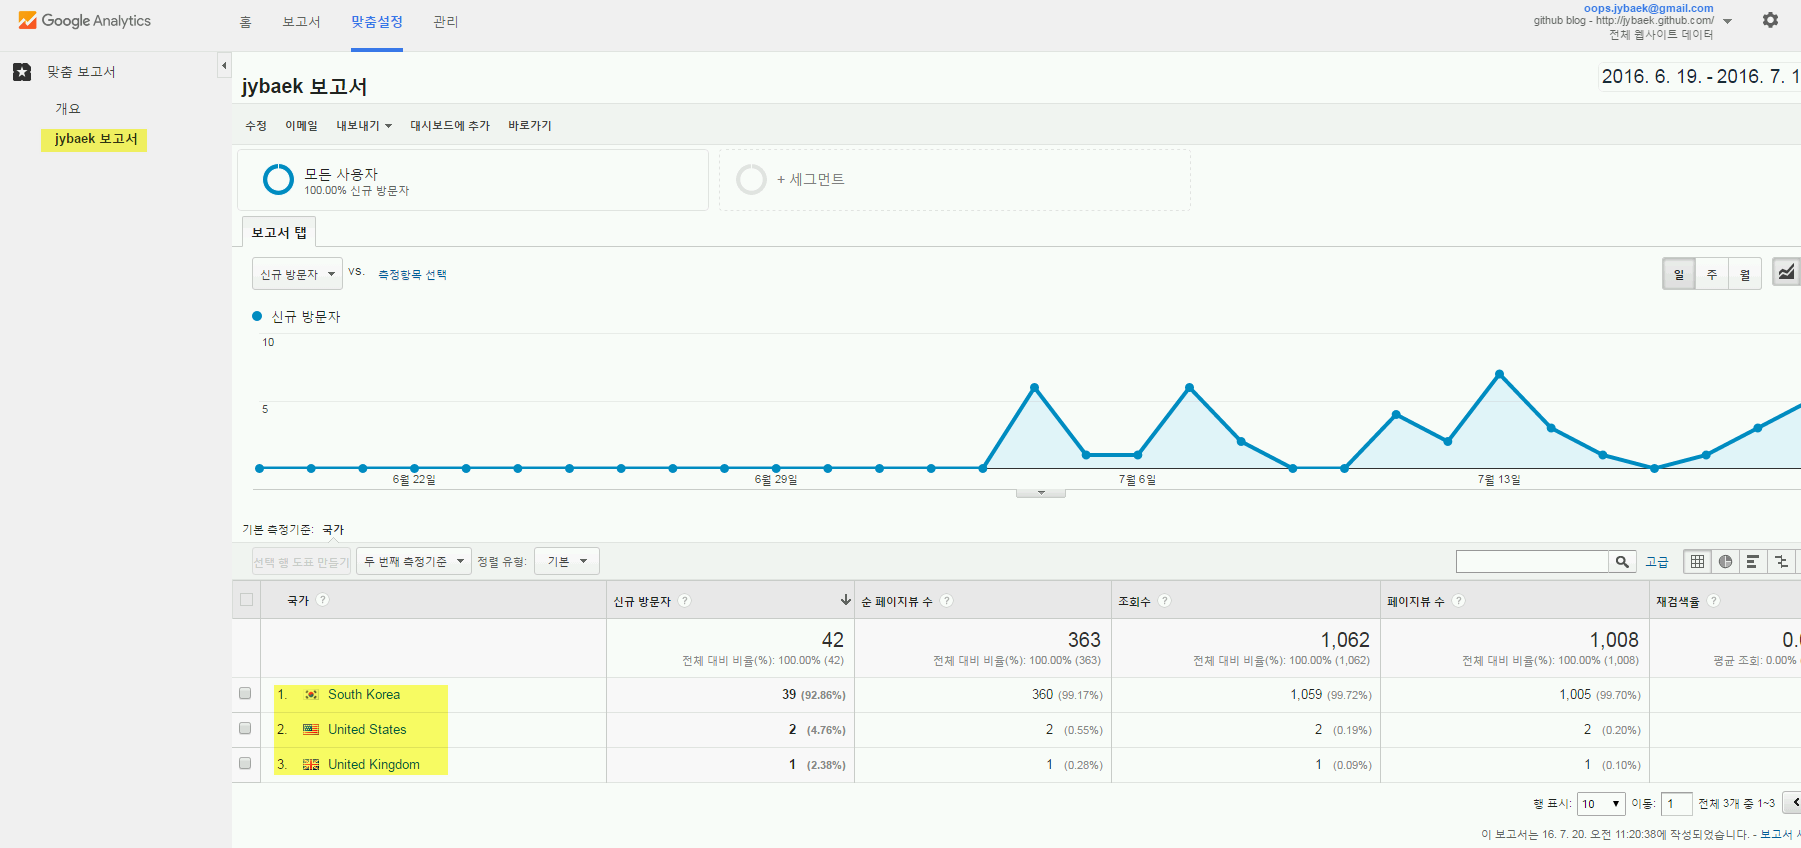 Google Analytics
홈 보고서 맞춤설정 관리
oops.jybaek@gmail.com
github blog - http://jybaek.github.com/
전체 웹사이트 데이터
맞춤 보고서
개요
jybaek 보고서
jybaek 보고서
2016. 6. 19. - 2016. 7. 1
수정 이메일 내보내기 대시보드에 추가 바로가기
모든 사용자
100.00% 신규 방문자
+ 세그먼트
보고서 탭
신규 방문자 vs. 측정항목 선택
일 주 월
신규 방문자
10
5
6월 22일 6월 29일 7월 6일 7월 13일
기본 측정기준: 국가
선택 행 도표 만들기 두 번째 측정기준 정렬 유형: 기본 고급
국가 ? 신규 방문자 ? 순 페이지뷰 수 ? 조회수 ? 페이지뷰 수 ? 재검색율 ?
42 363 1,062 1,008 0.
전체 대비 비율(%): 100.00% (42) 전체 대비 비율(%): 100.00% (363) 전체 대비 비율(%): 100.00% (1,062) 전체 대비 비율(%): 100.00% (1,008) 평균 조회: 0.00%
1. South Korea 39 (92.86%) 360 (99.17%) 1,059 (99.72%) 1,005 (99.70%)
2. United States 2 (4.76%) 2 (0.55%) 2 (0.19%) 2 (0.20%)
3. United Kingdom 1 (2.38%) 1 (0.28%) 1 (0.09%) 1 (0.10%)
행 표시: 10 이동: 1 전체 3개 중 1~3
이 보고서는 16. 7. 20. 오전 11:20:38에 작성되었습니다. - 보고서